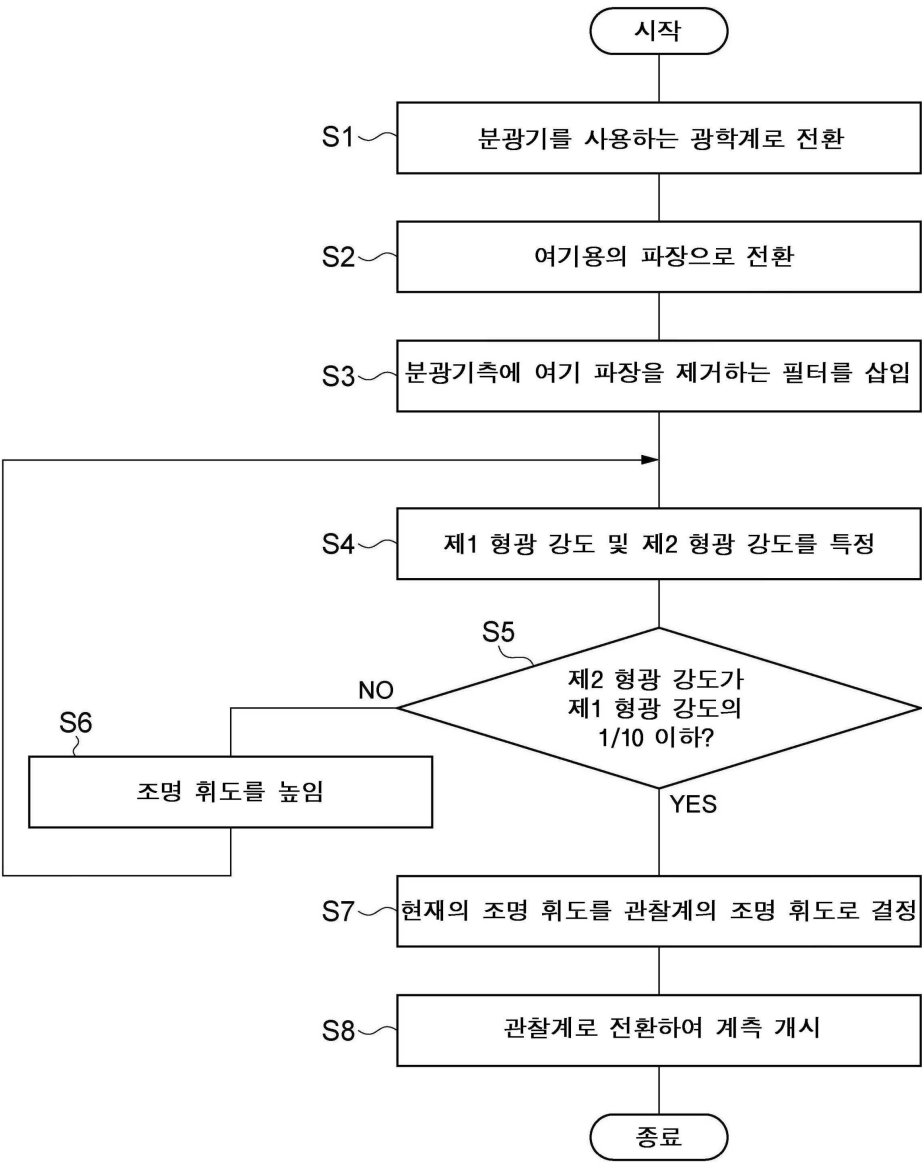 시작
S1
분광기를 사용하는 광학계로 전환
S2
여기용의 파장으로 전환
S3
분광기측에 여기 파장을 제거하는 필터를 삽입
S4
제1 형광 강도 및 제2 형광 강도를 특정
S5
제2 형광 강도가
제1 형광 강도의
1/10 이하?
NO
S6
조명 휘도를 높임
YES
S7
현재의 조명 휘도를 관찰계의 조명 휘도로 결정
S8
관찰계로 전환하여 계측 개시
종료